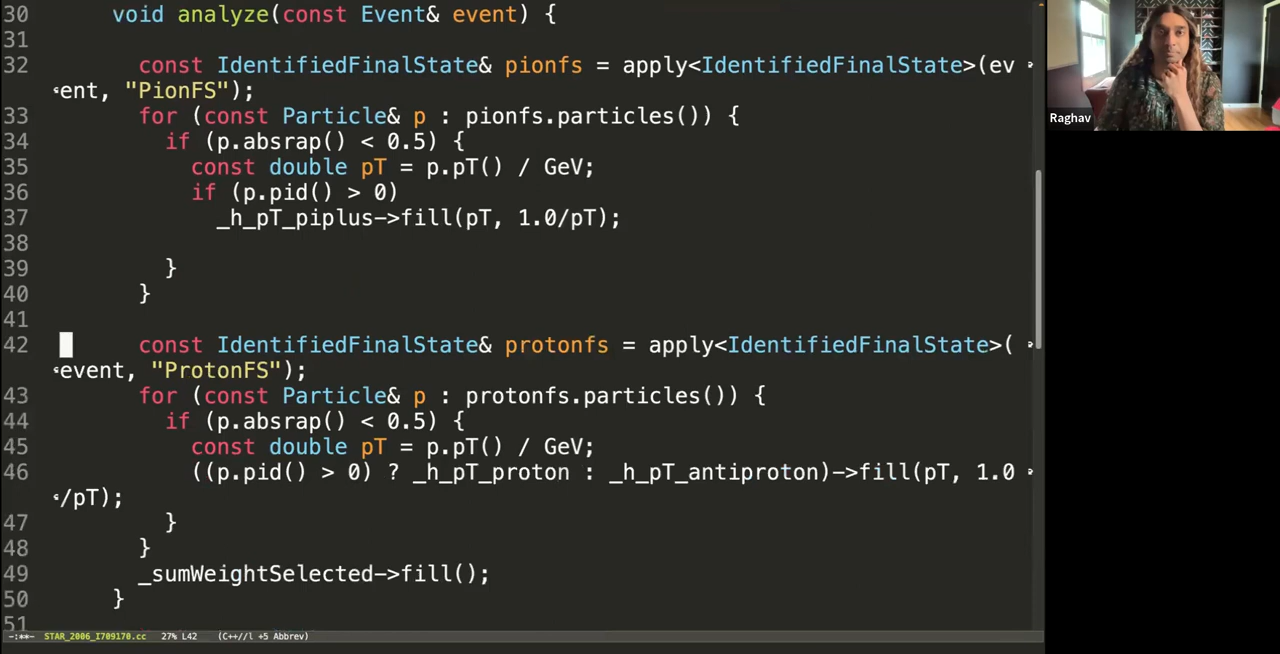 30 void analyze(const Event& event) {
31
32 const IdentifiedFinalState& pionfs = apply<IdentifiedFinalState>(ev
ent, "PionFS");
33 for (const Particle& p : pionfs.particles()) {
34 if (p.absrap() < 0.5) {
35 const double pT = p.pT() / GeV;
36 if (p.pid() > 0)
37 _h_pT_piplus->fill(pT, 1.0/pT);
38
39 }
40 }
41
42 const IdentifiedFinalState& protonfs = apply<IdentifiedFinalState>(
event, "ProtonFS");
43 for (const Particle& p : protonfs.particles()) {
44 if (p.absrap() < 0.5) {
45 const double pT = p.pT() / GeV;
46 ((p.pid() > 0) ? _h_pT_proton : _h_pT_antiproton)->fill(pT, 1.0
/pT);
47 }
48 }
49 _sumWeightSelected->fill();
50 }
51
-:**- STAR_2006_I709170.cc 27% L42 (C++//l +5 Abbrev)
Raghav